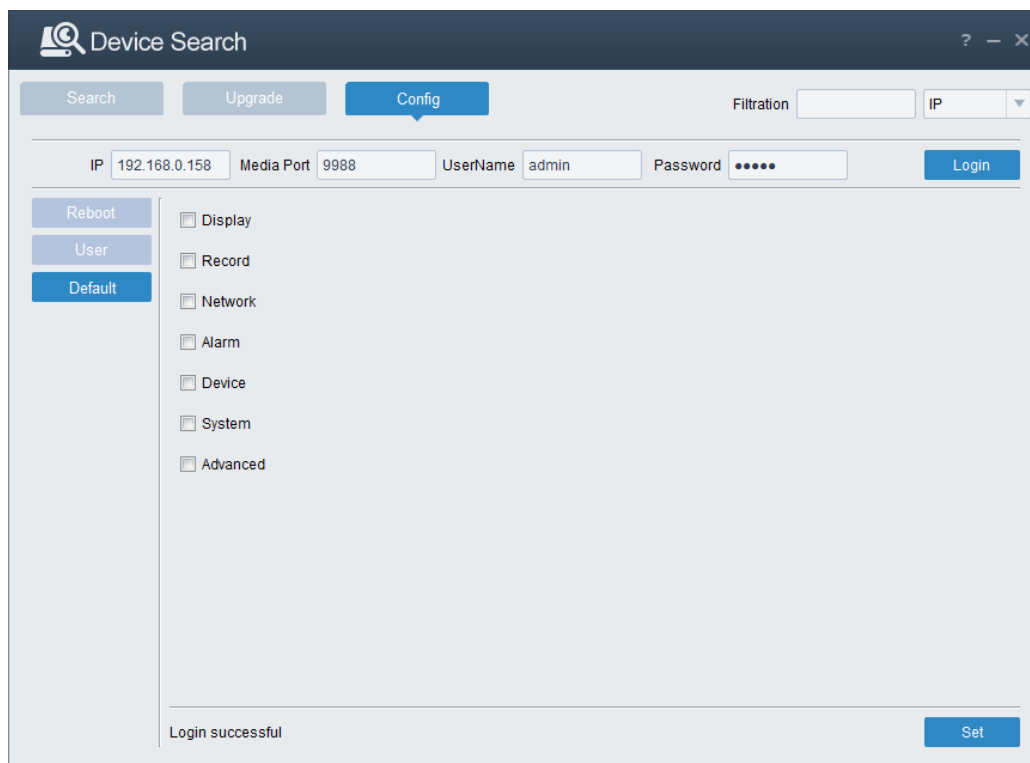 Device Search
? – ×
Search Upgrade Config Filtration IP
IP 192.168.0.158 Media Port 9988 UserName admin Password ●●●●● Login
Reboot
User
Default
Display
Record
Network
Alarm
Device
System
Advanced
Login successful Set